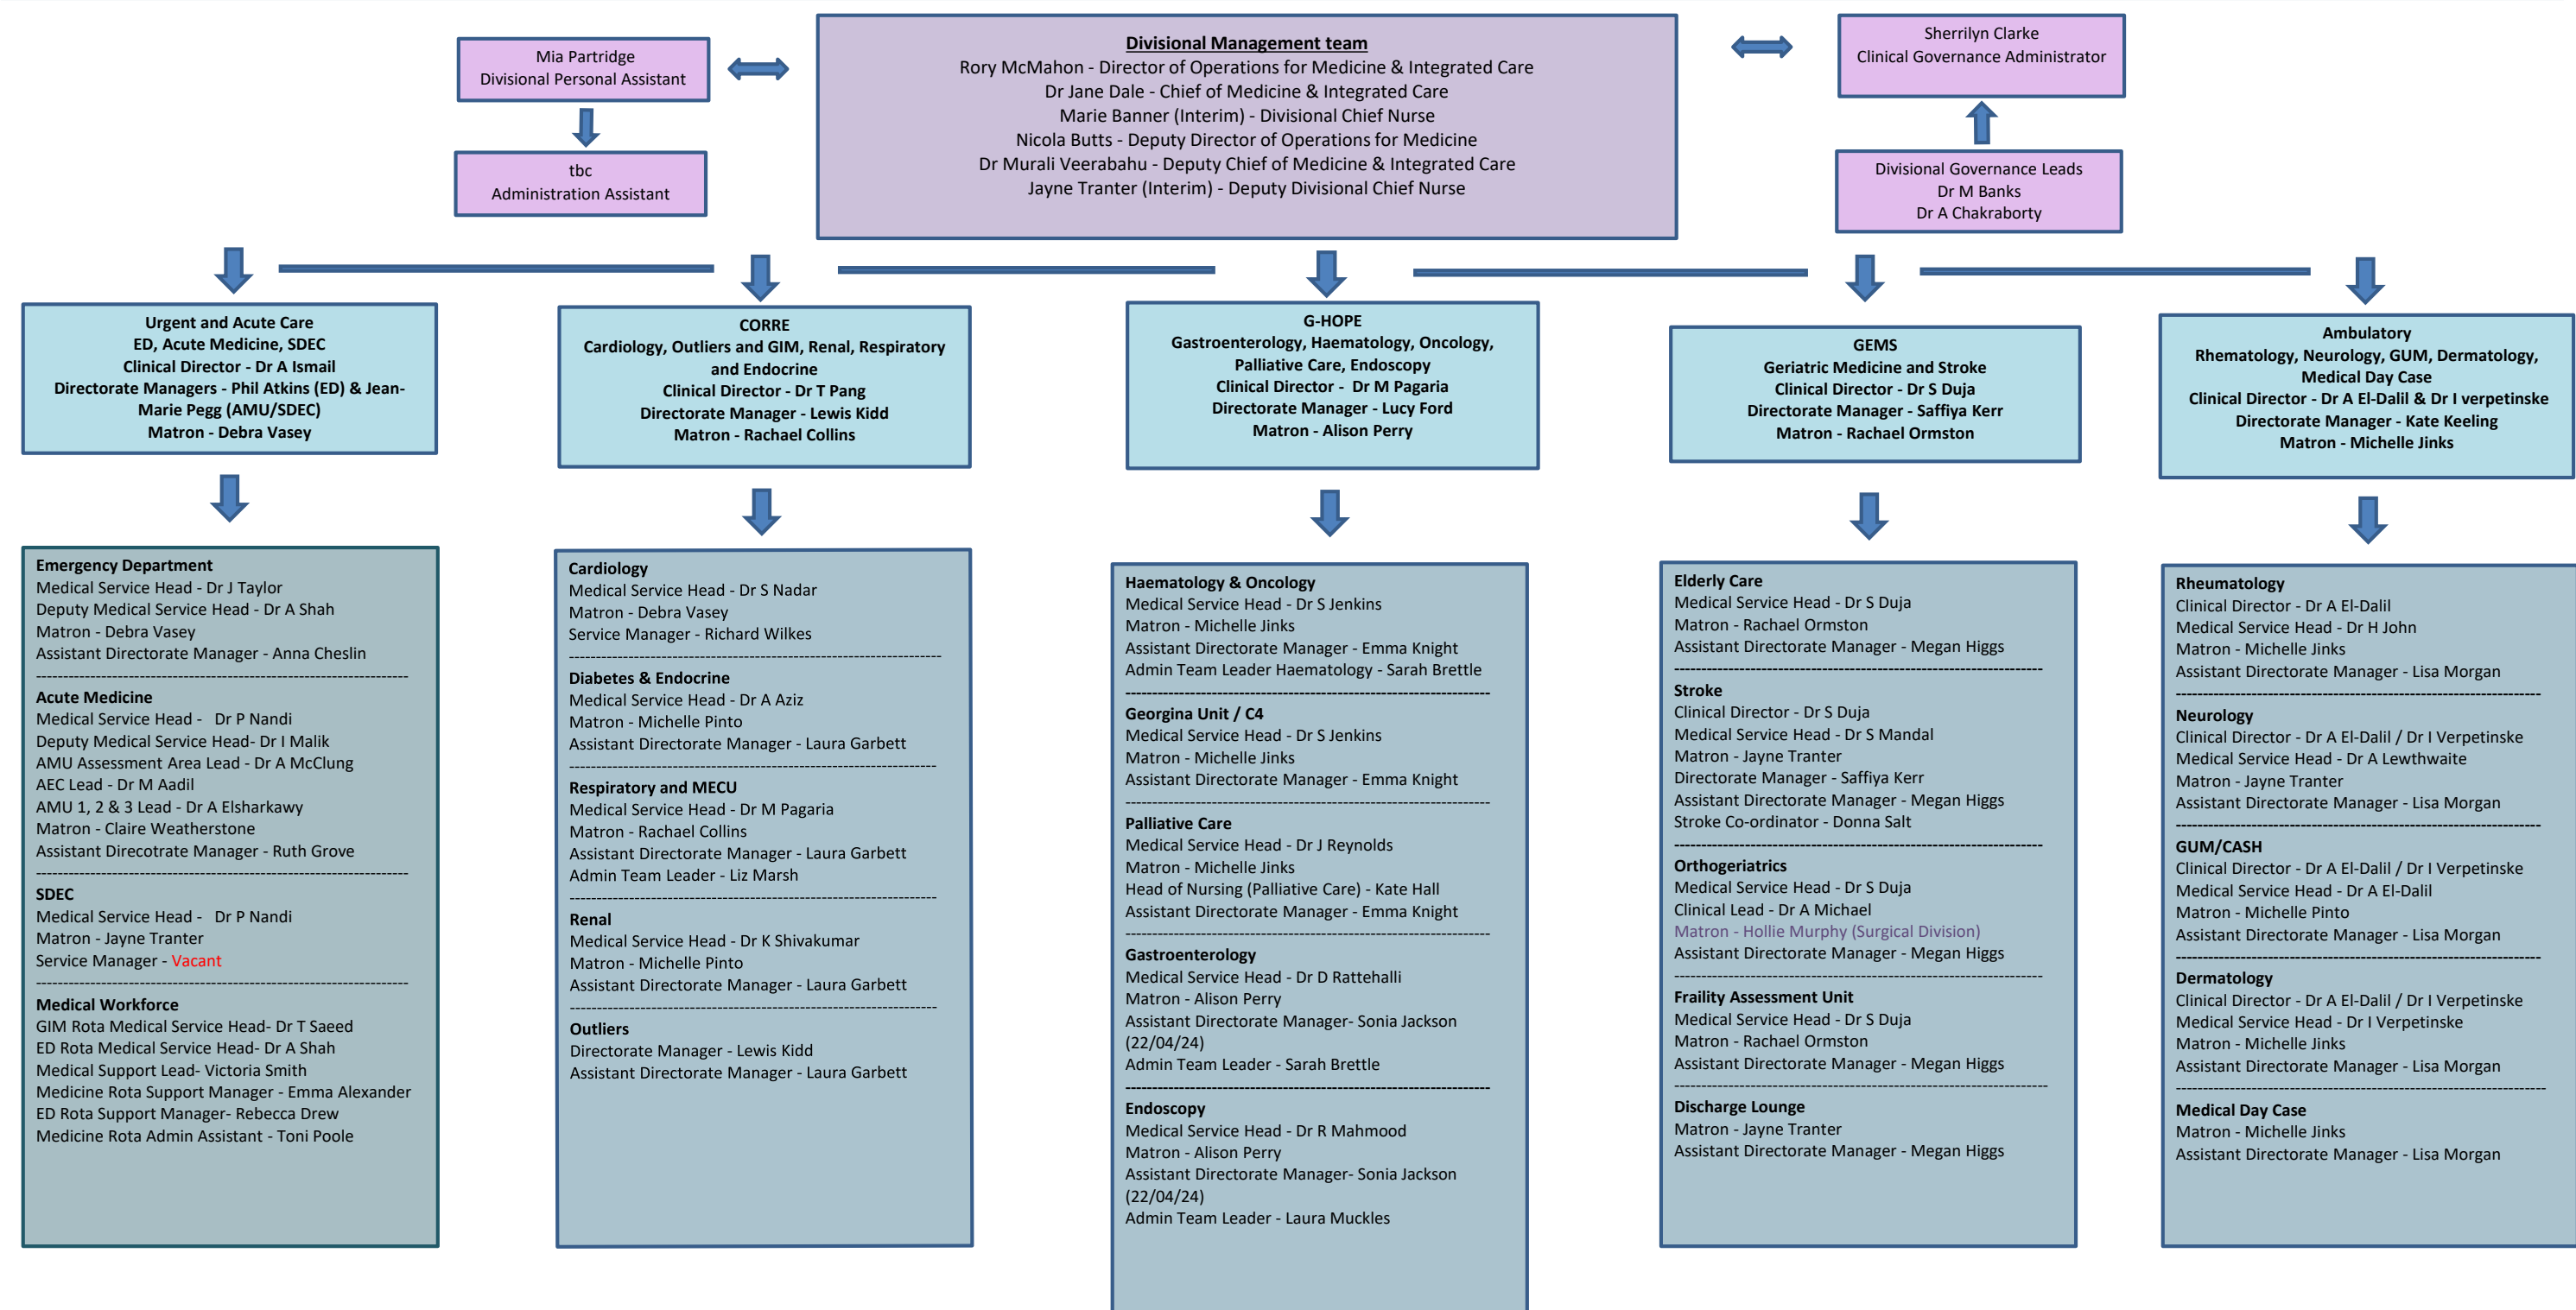 Mia Partridge
Divisional Personal Assistant
tbc
Administration Assistant
Divisional Management team
Rory McMahon - Director of Operations for Medicine & Integrated Care
Dr Jane Dale - Chief of Medicine & Integrated Care
Marie Banner (Interim) - Divisional Chief Nurse
Nicola Butts - Deputy Director of Operations for Medicine
Dr Murali Veerabahu - Deputy Chief of Medicine & Integrated Care
Jayne Tranter (Interim) - Deputy Divisional Chief Nurse
Sherrilyn Clarke
Clinical Governance Administrator
Divisional Governance Leads
Dr M Banks
Dr A Chakraborty
Urgent and Acute Care
ED, Acute Medicine, SDEC
Clinical Director - Dr A Ismail
Directorate Managers - Phil Atkins (ED) & Jean-
Marie Pegg (AMU/SDEC)
Matron - Debra Vasey
CORRE
Cardiology, Outliers and GIM, Renal, Respiratory
and Endocrine
Clinical Director - Dr T Pang
Directorate Manager - Lewis Kidd
Matron - Rachael Collins
G-HOPE
Gastroenterology, Haematology, Oncology,
Palliative Care, Endoscopy
Clinical Director -  Dr M Pagaria
Directorate Manager - Lucy Ford
Matron - Alison Perry
GEMS
Geriatric Medicine and Stroke
Clinical Director - Dr S Duja
Directorate Manager - Saffiya Kerr
Matron - Rachael Ormston
Ambulatory
Rhematology, Neurology, GUM, Dermatology,
Medical Day Case
Clinical Director - Dr A El-Dalil & Dr I verpetinske
Directorate Manager - Kate Keeling
Matron - Michelle Jinks
Emergency Department
Medical Service Head - Dr J Taylor
Deputy Medical Service Head - Dr A Shah
Matron - Debra Vasey
Assistant Directorate Manager - Anna Cheslin
Acute Medicine
Medical Service Head -   Dr P Nandi
Deputy Medical Service Head- Dr I Malik
AMU Assessment Area Lead - Dr A McClung
AEC Lead - Dr M Aadil
AMU 1, 2 & 3 Lead - Dr A Elsharkawy
Matron - Claire Weatherstone
Assistant Direcotrate Manager - Ruth Grove
SDEC
Medical Service Head -   Dr P Nandi
Matron - Jayne Tranter
Service Manager - Vacant
Medical Workforce
GIM Rota Medical Service Head- Dr T Saeed
ED Rota Medical Service Head- Dr A Shah
Medical Support Lead- Victoria Smith
Medicine Rota Support Manager - Emma Alexander
ED Rota Support Manager- Rebecca Drew
Medicine Rota Admin Assistant - Toni Poole
Cardiology
Medical Service Head - Dr S Nadar
Matron - Debra Vasey
Service Manager - Richard Wilkes
Diabetes & Endocrine
Medical Service Head - Dr A Aziz
Matron - Michelle Pinto
Assistant Directorate Manager - Laura Garbett
Respiratory and MECU
Medical Service Head - Dr M Pagaria
Matron - Rachael Collins
Assistant Directorate Manager - Laura Garbett
Admin Team Leader - Liz Marsh
Renal
Medical Service Head - Dr K Shivakumar
Matron - Michelle Pinto
Assistant Directorate Manager - Laura Garbett
Outliers
Directorate Manager - Lewis Kidd
Assistant Directorate Manager - Laura Garbett
Haematology & Oncology
Medical Service Head - Dr S Jenkins
Matron - Michelle Jinks
Assistant Directorate Manager - Emma Knight
Admin Team Leader Haematology - Sarah Brettle
Georgina Unit / C4
Medical Service Head - Dr S Jenkins
Matron - Michelle Jinks
Assistant Directorate Manager - Emma Knight
Palliative Care
Medical Service Head - Dr J Reynolds
Matron - Michelle Jinks
Head of Nursing (Palliative Care) - Kate Hall
Assistant Directorate Manager - Emma Knight
Gastroenterology
Medical Service Head - Dr D Rattehalli
Matron - Alison Perry
Assistant Directorate Manager- Sonia Jackson
(22/04/24)
Admin Team Leader - Sarah Brettle
Endoscopy
Medical Service Head - Dr R Mahmood
Matron - Alison Perry
Assistant Directorate Manager- Sonia Jackson
(22/04/24)
Admin Team Leader - Laura Muckles
Elderly Care
Medical Service Head - Dr S Duja
Matron - Rachael Ormston
Assistant Directorate Manager - Megan Higgs
Stroke
Clinical Director - Dr S Duja
Medical Service Head - Dr S Mandal
Matron - Jayne Tranter
Directorate Manager - Saffiya Kerr
Assistant Directorate Manager - Megan Higgs
Stroke Co-ordinator - Donna Salt
Orthogeriatrics
Medical Service Head - Dr S Duja
Clinical Lead - Dr A Michael
Matron - Hollie Murphy (Surgical Division)
Assistant Directorate Manager - Megan Higgs
Fraility Assessment Unit
Medical Service Head - Dr S Duja
Matron - Rachael Ormston
Assistant Directorate Manager - Megan Higgs
Discharge Lounge
Matron - Jayne Tranter
Assistant Directorate Manager - Megan Higgs
Rheumatology
Clinical Director - Dr A El-Dalil
Medical Service Head - Dr H John
Matron - Michelle Jinks
Assistant Directorate Manager - Lisa Morgan
Neurology
Clinical Director - Dr A El-Dalil / Dr I Verpetinske
Medical Service Head - Dr A Lewthwaite
Matron - Jayne Tranter
Assistant Directorate Manager - Lisa Morgan
GUM/CASH
Clinical Director - Dr A El-Dalil / Dr I Verpetinske
Medical Service Head - Dr A El-Dalil
Matron - Michelle Pinto
Assistant Directorate Manager - Lisa Morgan
Dermatology
Clinical Director - Dr A El-Dalil / Dr I Verpetinske
Medical Service Head - Dr I Verpetinske
Matron - Michelle Jinks
Assistant Directorate Manager - Lisa Morgan
Medical Day Case
Matron - Michelle Jinks
Assistant Directorate Manager - Lisa Morgan